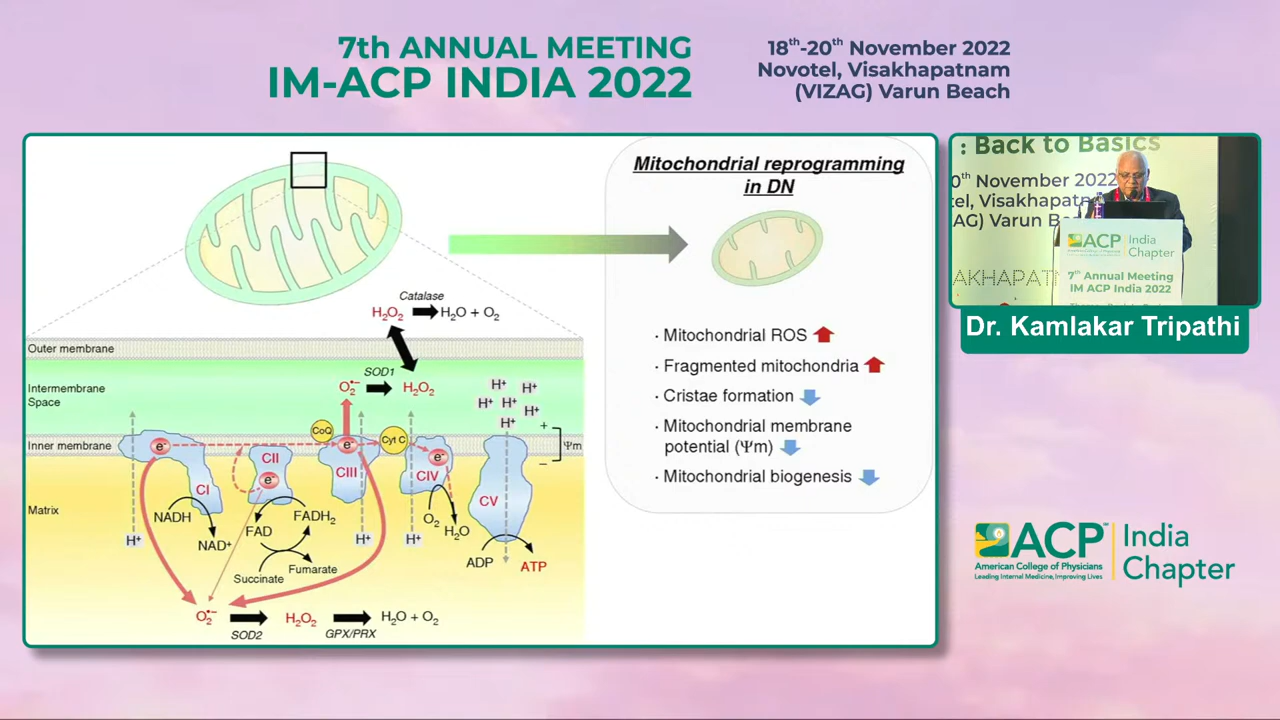 7th ANNUAL MEETING
IM-ACP INDIA 2022
18th-20th November 2022
Novotel, Visakhapatnam
(VIZAG) Varun Beach
Mitochondrial reprogramming
in DN
· Mitochondrial ROS
· Fragmented mitochondria
· Cristae formation
· Mitochondrial membrane
potential (Ψm)
· Mitochondrial biogenesis
Catalase
H2O2 H2O + O2
Outer membrane
SOD1
Intermembrane
Space
O2•− H2O2
H+ H+
H+ H+ H+
H+
+
Inner membrane
e- CoQ e- Cyt C e-
Ψm
−
CI CII e- CIII CIV CV
Matrix
NADH
NAD+
FAD FADH2
Succinate Fumarate
O2
H2O
H+ H+ H+
ADP ATP
O2•− H2O2 H2O + O2
SOD2 GPX/PRX
: Back to Basics
0th November 2022
tel, Visakhapatn
AG) Varun B
AKHAPATN
ACP India
Chapter
7th Annual Meeting
IM ACP India 2022
Dr. Kamlakar Tripathi
ACP™
American College of Physicians
Leading Internal Medicine, Improving Lives
India
Chapter